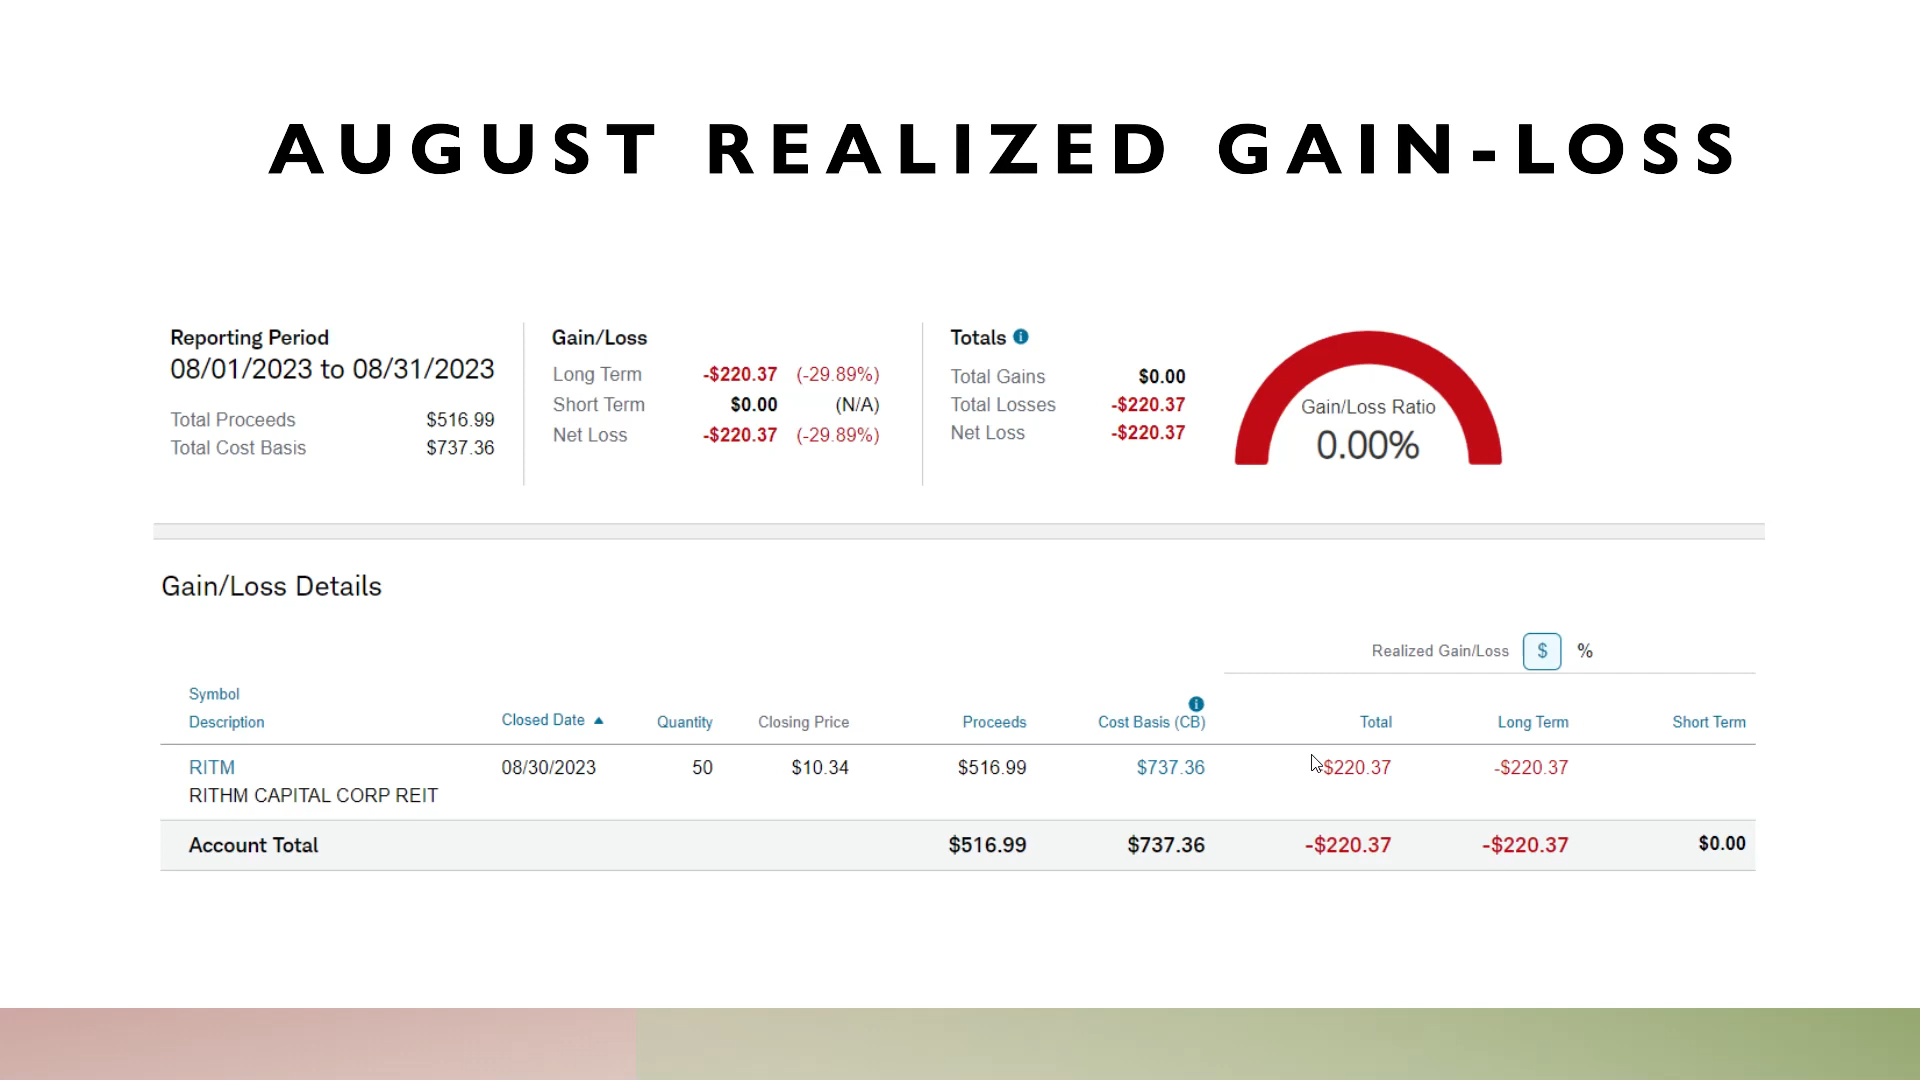 AUGUST REALIZED GAIN-LOSS
Reporting Period
08/01/2023 to 08/31/2023
Total Proceeds $516.99
Total Cost Basis $737.36
Gain/Loss
Long Term -$220.37 (-29.89%)
Short Term $0.00 (N/A)
Net Loss -$220.37 (-29.89%)
Totals
Total Gains $0.00
Total Losses -$220.37
Net Loss -$220.37
Gain/Loss Ratio
0.00%
Gain/Loss Details
Realized Gain/Loss $ %
Symbol
Description Closed Date Quantity Closing Price Proceeds Cost Basis (CB) Total Long Term Short Term
RITM 08/30/2023 50 $10.34 $516.99 $737.36 -$220.37 -$220.37
RITHM CAPITAL CORP REIT
Account Total $516.99 $737.36 -$220.37 -$220.37 $0.00